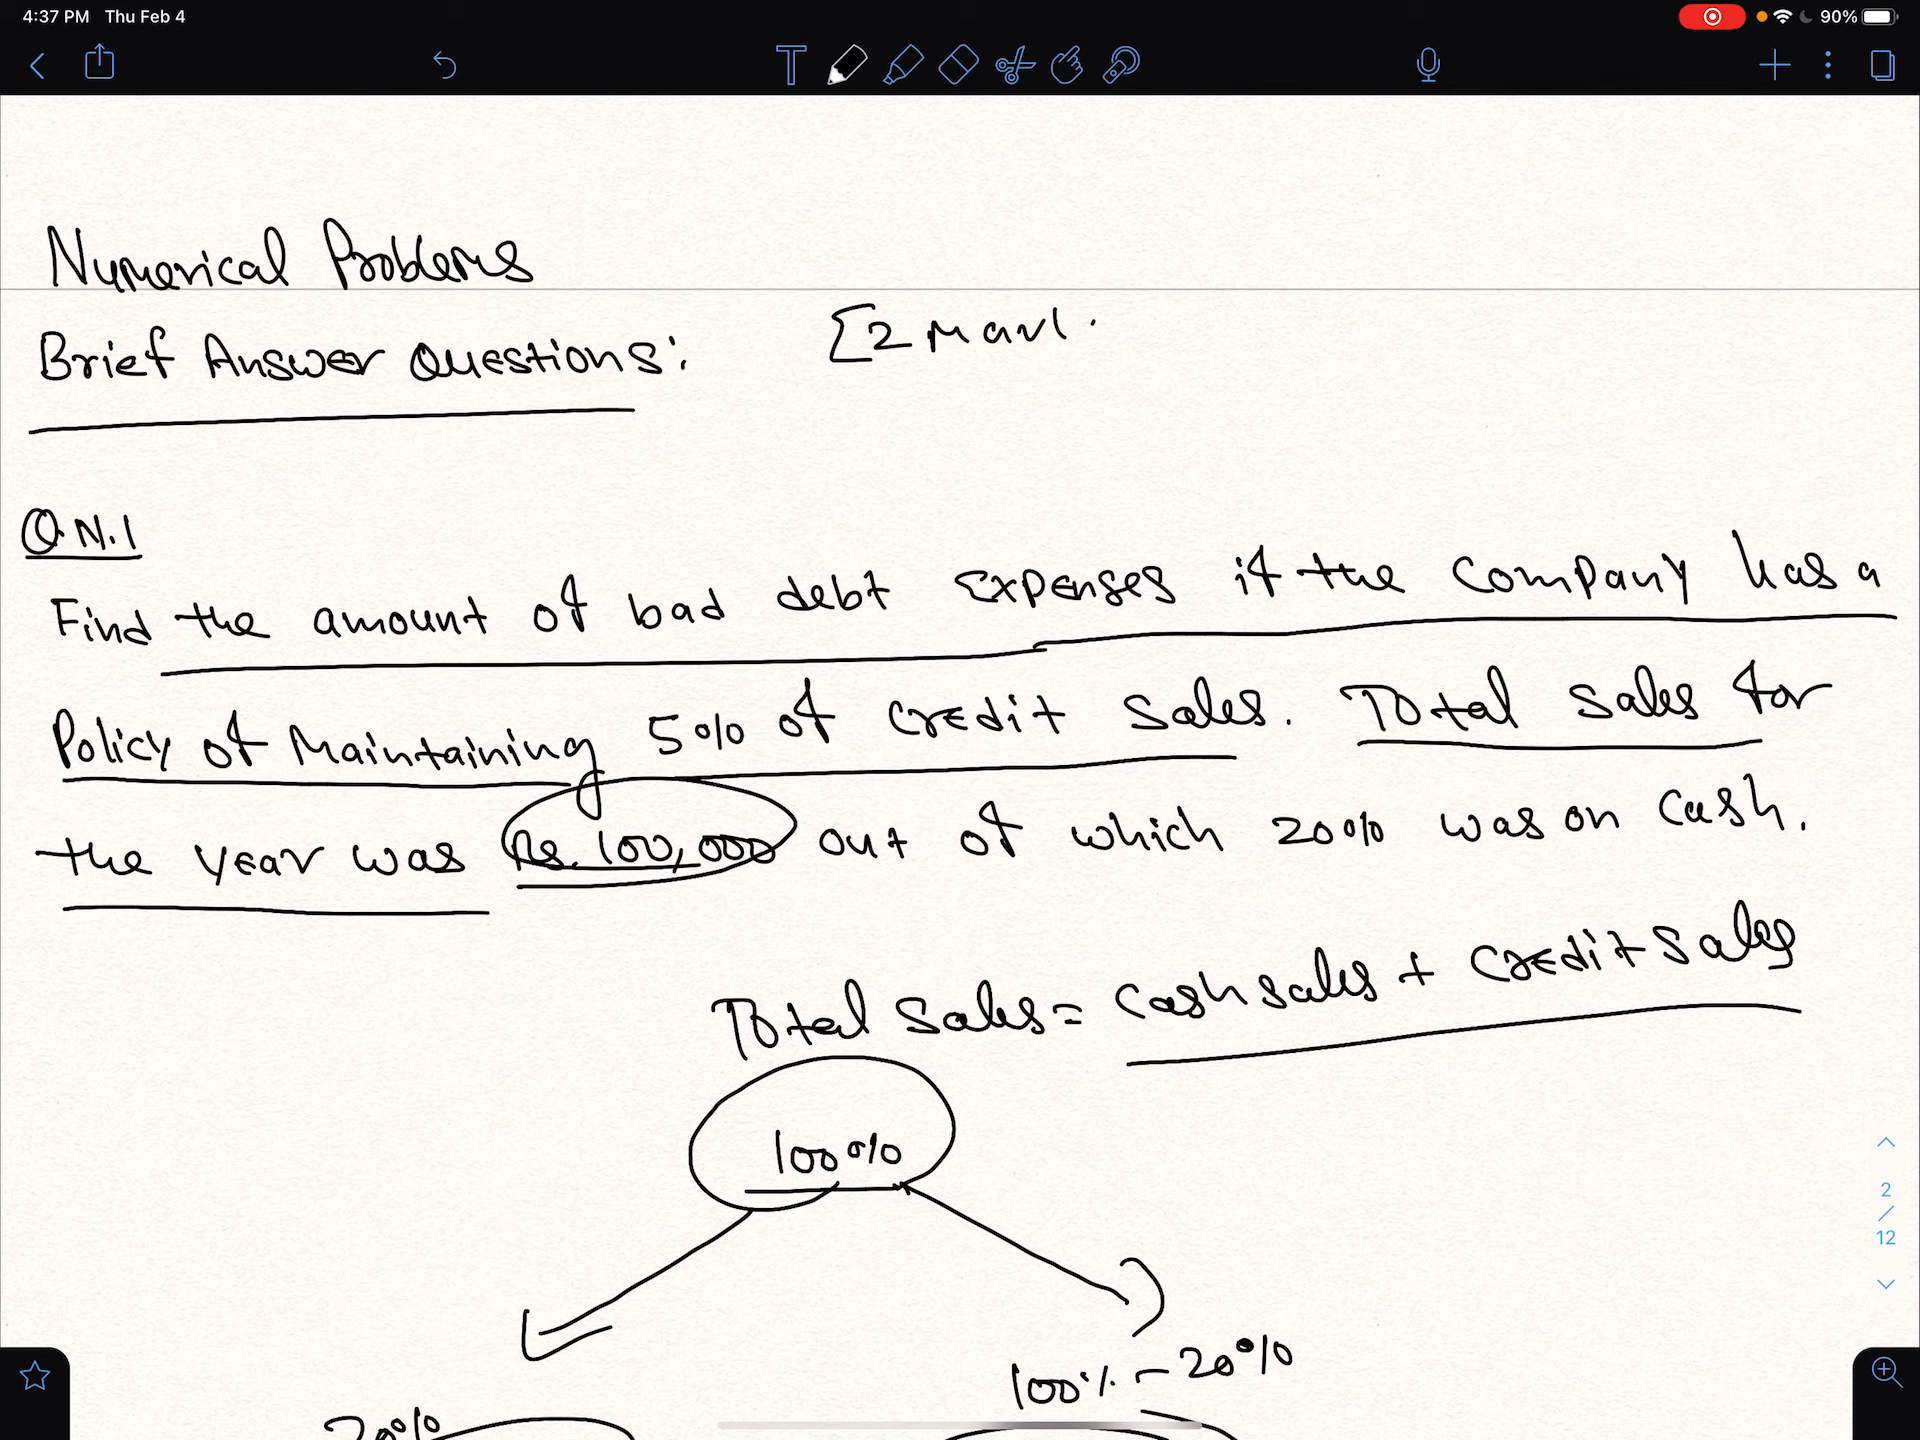 4:37 PM Thu Feb 4
90%
Numerical Problems
Brief Answer Questions:
[2 Mark
Q.N.1
Find the amount of bad debt expenses if the company has a
Policy of Maintaining 5% of credit sales. Total sales for
the year was Rs. 100,000 out of which 20% was on cash.
Total sales = cash sales + credit sales
100%
100% - 20%
20%
2
/
12